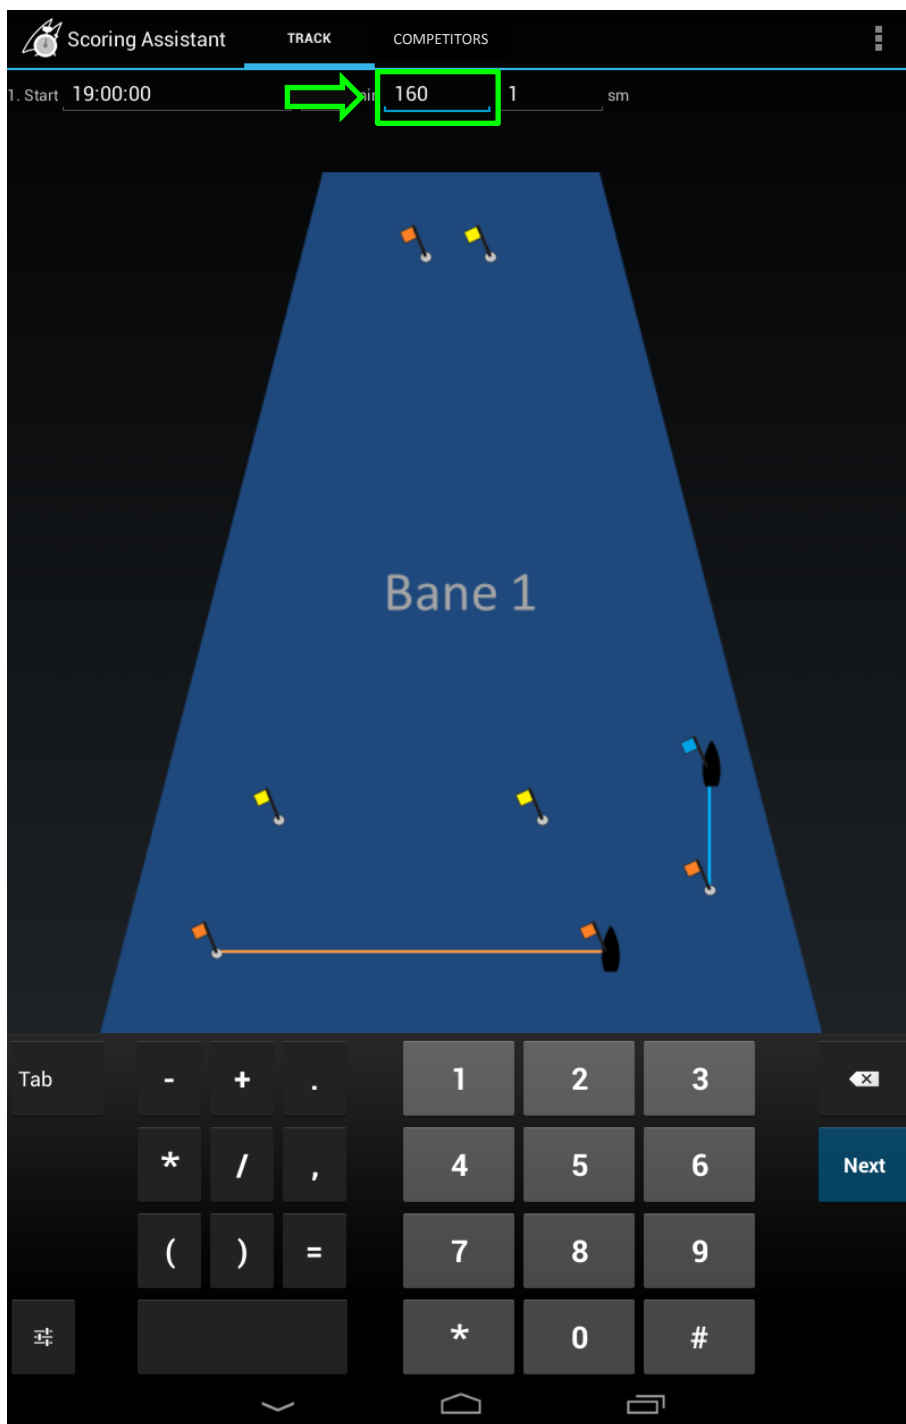 Scoring Assistant TRACK COMPETITORS
1. Start 19:00:00 160 1 sm
Bane 1
Tab - + . 1 2 3
* / , 4 5 6 Next
( ) = 7 8 9
* 0 #